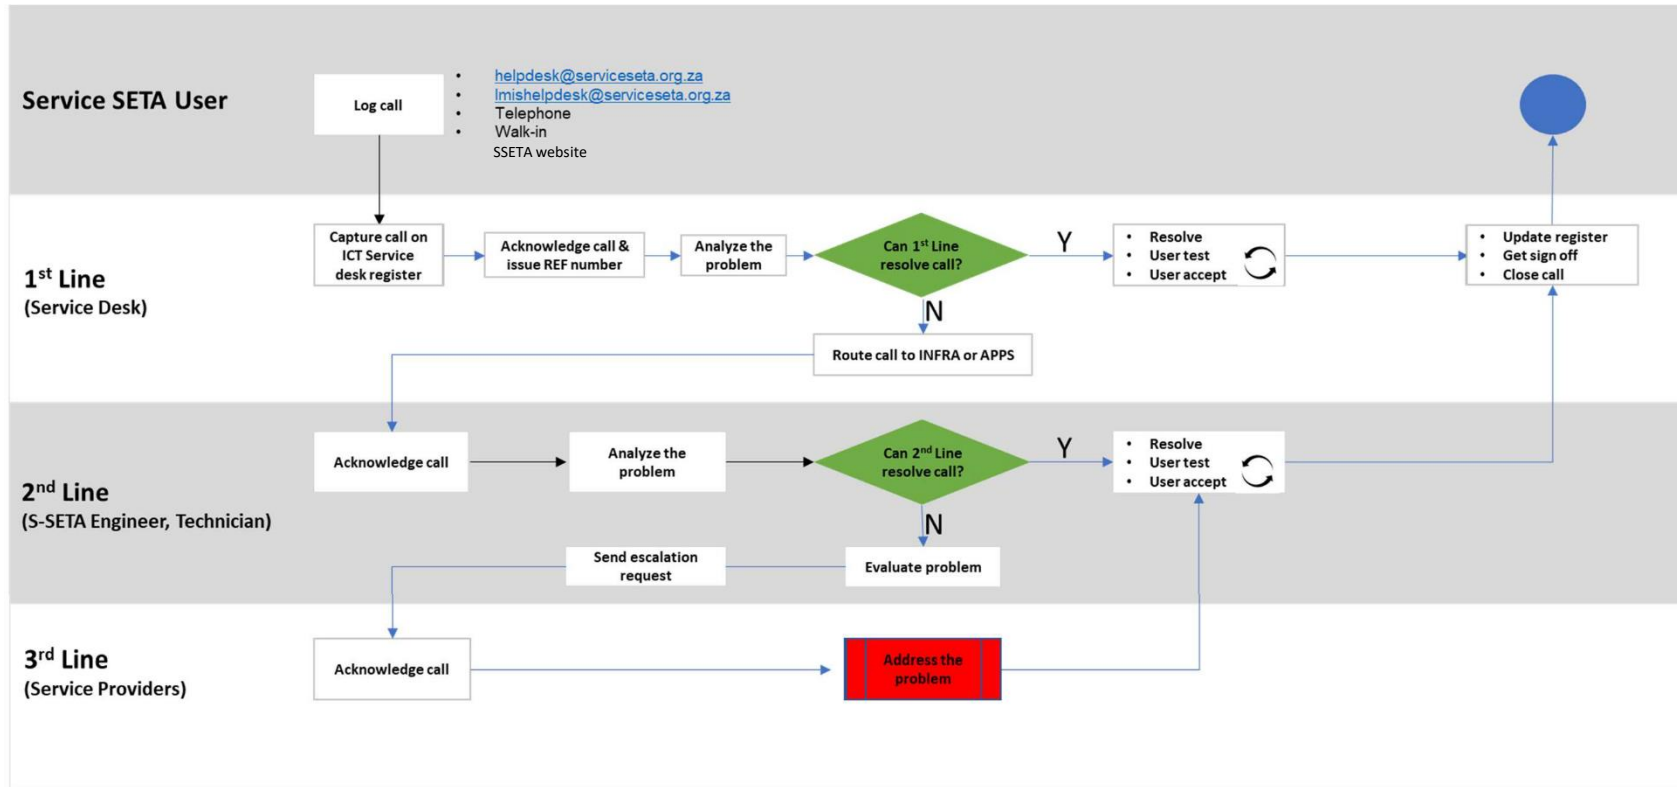 Service SETA User
Log call
• helpdesk@serviceseta.org.za
• lmishelpdesk@serviceseta.org.za
• Telephone
• Walk-in
SSETA website
1st Line
(Service Desk)
Capture call on
ICT Service
desk register
Acknowledge call &
issue REF number
Analyze the
problem
Can 1st Line
resolve call?
Y
• Resolve
• User test
• User accept
• Update register
• Get sign off
• Close call
N
Route call to INFRA or APPS
2nd Line
(S-SETA Engineer, Technician)
Acknowledge call
Analyze the
problem
Can 2nd Line
resolve call?
Y
• Resolve
• User test
• User accept
N
Send escalation
request
Evaluate problem
3rd Line
(Service Providers)
Acknowledge call
Address the
problem